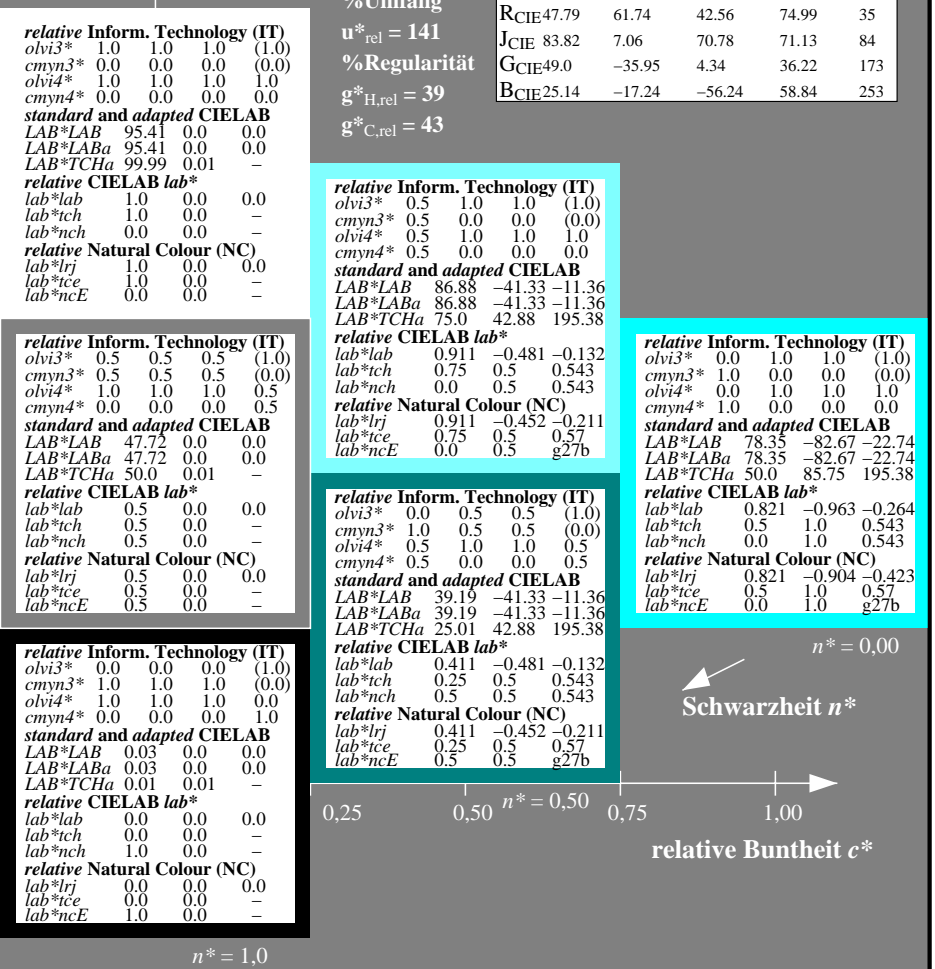 %Umfang
u*rel = 141
%Regularität
g*H,rel = 39
g*C,rel = 43
RCIE 47.79 61.74 42.56 74.99 35
JCIE 83.82 7.06 70.78 71.13 84
GCIE 49.0 −35.95 4.34 36.22 173
BCIE 25.14 −17.24 −56.24 58.84 253
relative Inform. Technology (IT)
olvi3* 1.0 1.0 1.0 (1.0)
cmyn3* 0.0 0.0 0.0 (0.0)
olvi4* 1.0 1.0 1.0 1.0
cmyn4* 0.0 0.0 0.0 0.0
standard and adapted CIELAB
LAB*LAB 95.41 0.0 0.0
LAB*LABa 95.41 0.0 0.0
LAB*TCHa 99.99 0.01 –
relative CIELAB lab*
lab*lab 1.0 0.0 0.0
lab*tch 1.0 0.0 –
lab*nch 0.0 0.0 –
relative Natural Colour (NC)
lab*lrj 1.0 0.0 0.0
lab*tce 1.0 0.0 –
lab*ncE 0.0 0.0 –
relative Inform. Technology (IT)
olvi3* 0.5 1.0 1.0 (1.0)
cmyn3* 0.5 0.0 0.0 (0.0)
olvi4* 0.5 1.0 1.0 1.0
cmyn4* 0.5 0.0 0.0 0.0
standard and adapted CIELAB
LAB*LAB 86.88 −41.33 −11.36
LAB*LABa 86.88 −41.33 −11.36
LAB*TCHa 75.0 42.88 195.38
relative CIELAB lab*
lab*lab 0.911 −0.481 −0.132
lab*tch 0.75 0.5 0.543
lab*nch 0.0 0.5 0.543
relative Natural Colour (NC)
lab*lrj 0.911 −0.452 −0.211
lab*tce 0.75 0.5 0.57
lab*ncE 0.0 0.5 g27b
relative Inform. Technology (IT)
olvi3* 0.5 0.5 0.5 (1.0)
cmyn3* 0.5 0.5 0.5 (0.0)
olvi4* 1.0 1.0 1.0 0.5
cmyn4* 0.0 0.0 0.0 0.5
standard and adapted CIELAB
LAB*LAB 47.72 0.0 0.0
LAB*LABa 47.72 0.0 0.0
LAB*TCHa 50.0 0.01 –
relative CIELAB lab*
lab*lab 0.5 0.0 0.0
lab*tch 0.5 0.0 –
lab*nch 0.5 0.0 –
relative Natural Colour (NC)
lab*lrj 0.5 0.0 0.0
lab*tce 0.5 0.0 –
lab*ncE 0.5 0.0 –
relative Inform. Technology (IT)
olvi3* 0.0 1.0 1.0 (1.0)
cmyn3* 1.0 0.0 0.0 (0.0)
olvi4* 0.0 1.0 1.0 1.0
cmyn4* 1.0 0.0 0.0 0.0
standard and adapted CIELAB
LAB*LAB 78.35 −82.67 −22.74
LAB*LABa 78.35 −82.67 −22.74
LAB*TCHa 50.0 85.75 195.38
relative CIELAB lab*
lab*lab 0.821 −0.963 −0.264
lab*tch 0.5 1.0 0.543
lab*nch 0.0 1.0 0.543
relative Natural Colour (NC)
lab*lrj 0.821 −0.904 −0.423
lab*tce 0.5 1.0 0.57
lab*ncE 0.0 1.0 g27b
relative Inform. Technology (IT)
olvi3* 0.0 0.5 0.5 (1.0)
cmyn3* 1.0 0.5 0.5 (0.0)
olvi4* 0.5 1.0 1.0 0.5
cmyn4* 0.5 0.0 0.0 0.5
standard and adapted CIELAB
LAB*LAB 39.19 −41.33 −11.36
LAB*LABa 39.19 −41.33 −11.36
LAB*TCHa 25.01 42.88 195.38
relative CIELAB lab*
lab*lab 0.411 −0.481 −0.132
lab*tch 0.25 0.5 0.543
lab*nch 0.5 0.5 0.543
relative Natural Colour (NC)
lab*lrj 0.411 −0.452 −0.211
lab*tce 0.25 0.5 0.57
lab*ncE 0.5 0.5 g27b
relative Inform. Technology (IT)
olvi3* 0.0 0.0 0.0 (1.0)
cmyn3* 1.0 1.0 1.0 (0.0)
olvi4* 1.0 1.0 1.0 0.0
cmyn4* 0.0 0.0 0.0 1.0
standard and adapted CIELAB
LAB*LAB 0.03 0.0 0.0
LAB*LABa 0.03 0.0 0.0
LAB*TCHa 0.01 0.01 –
relative CIELAB lab*
lab*lab 0.0 0.0 0.0
lab*tch 0.0 0.0 –
lab*nch 1.0 0.0 –
relative Natural Colour (NC)
lab*lrj 0.0 0.0 0.0
lab*tce 0.0 0.0 –
lab*ncE 1.0 0.0 –
n* = 0,00
Schwarzheit n*
0,25 0,50 n* = 0,50 0,75 1,00
relative Buntheit c*
n* = 1,0